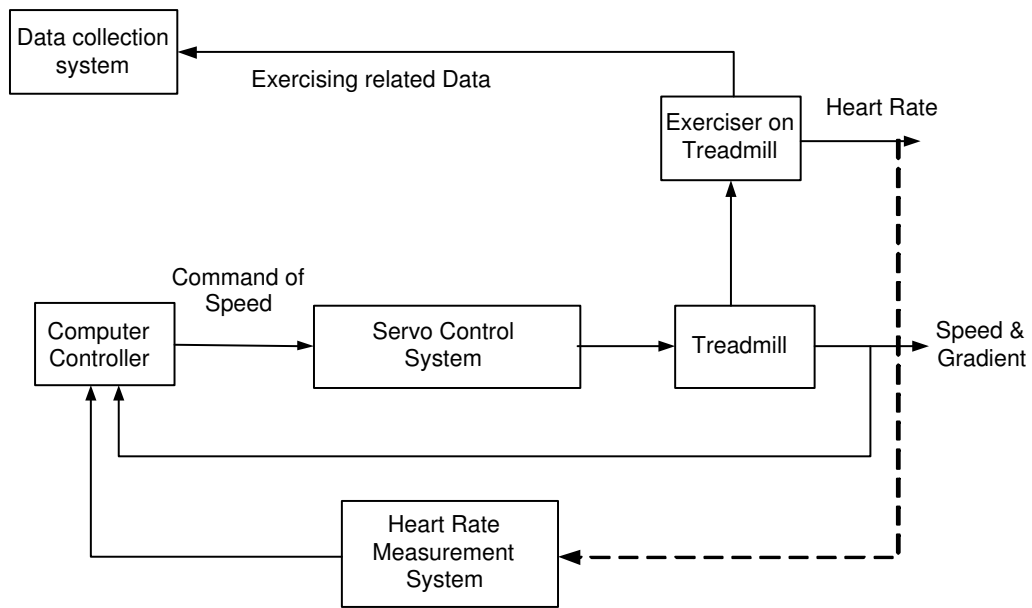 Data collection
system
Exercising related Data
Heart Rate
Exerciser on
Treadmill
Command of
Speed
Computer
Controller
Servo Control
System
Treadmill
Speed &
Gradient
Heart Rate
Measurement
System